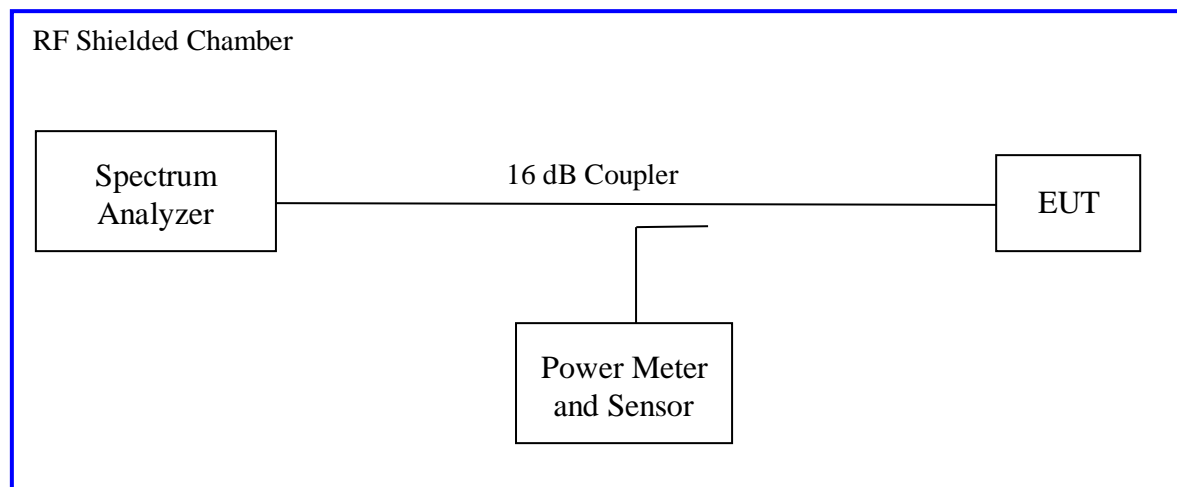 RF Shielded Chamber
Spectrum
Analyzer
16 dB Coupler
EUT
Power Meter
and Sensor